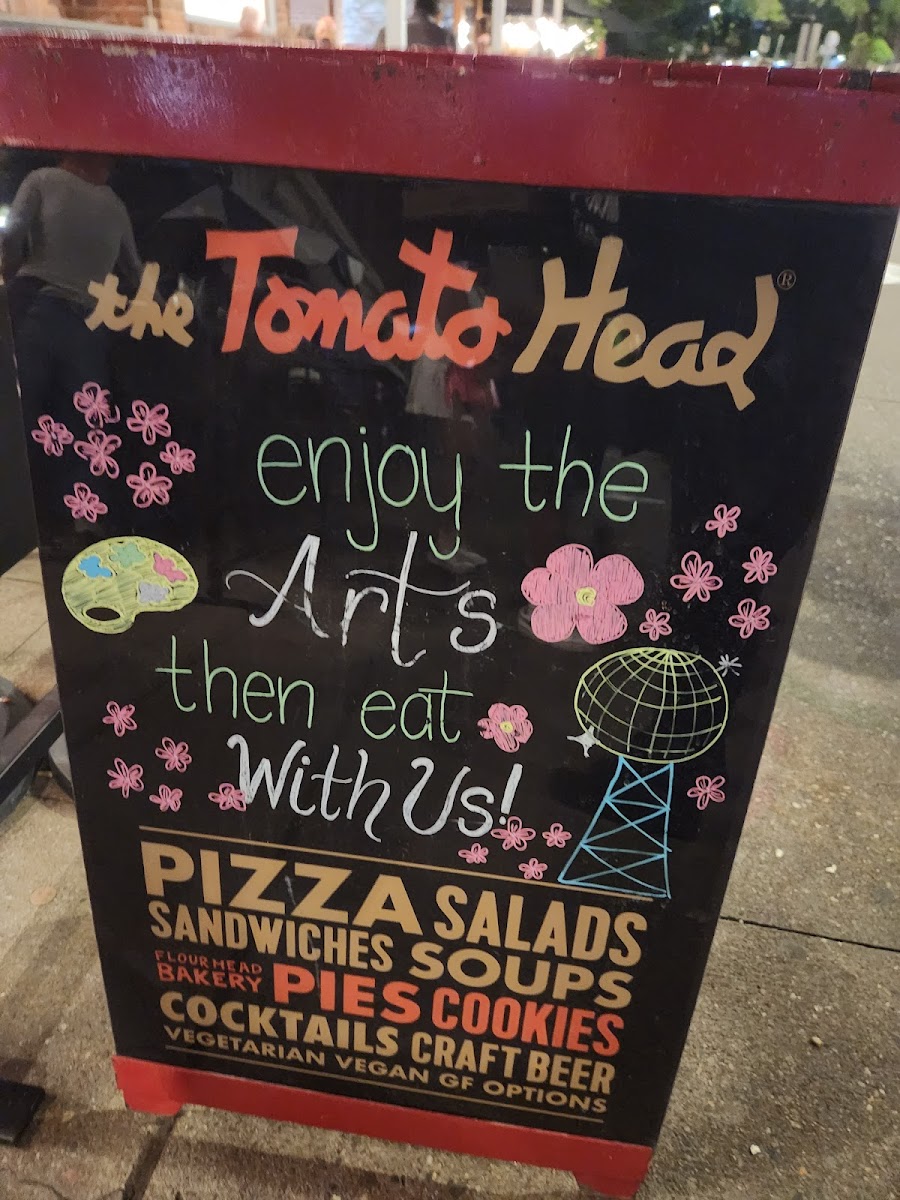 the Tomato Head®
enjoy the
Arts
then eat
With Us!
PIZZA SALADS
SANDWICHES SOUPS
FLOUR HEAD
BAKERY PIES COOKIES
COCKTAILS CRAFT BEER
VEGETARIAN VEGAN GF OPTIONS